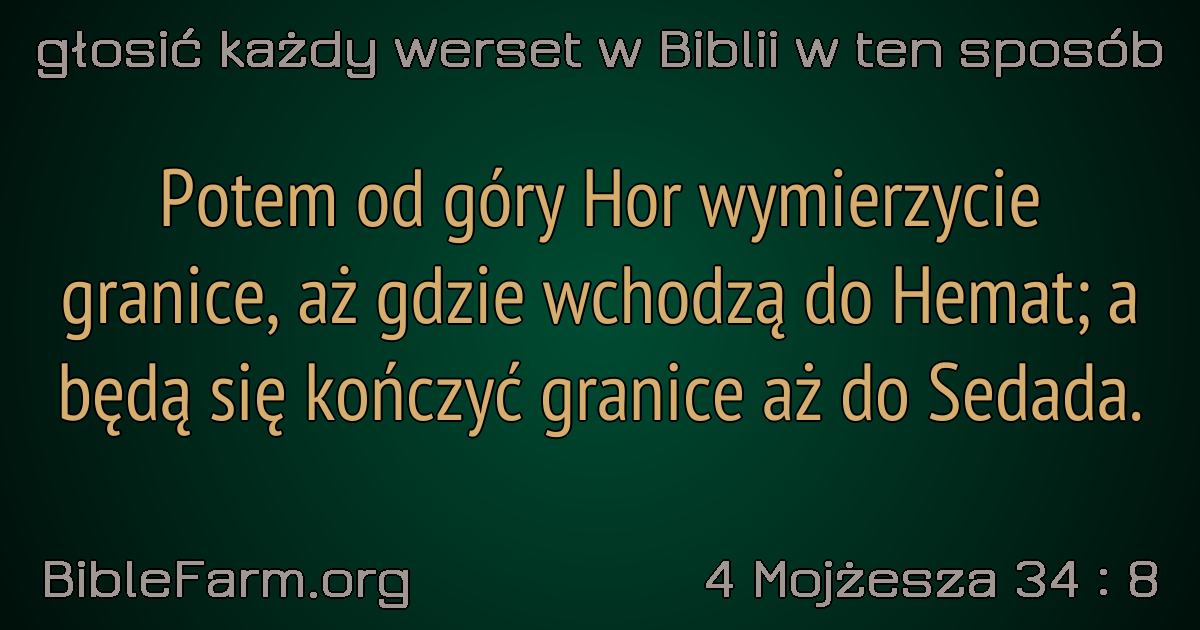 głosić każdy werset w Biblii w ten sposób
Potem od góry Hor wymierzycie
granice, aż gdzie wchodzą do Hemat; a
będą się kończyć granice aż do Sedada.
BibleFarm.org
4 Mojżesza 34 : 8